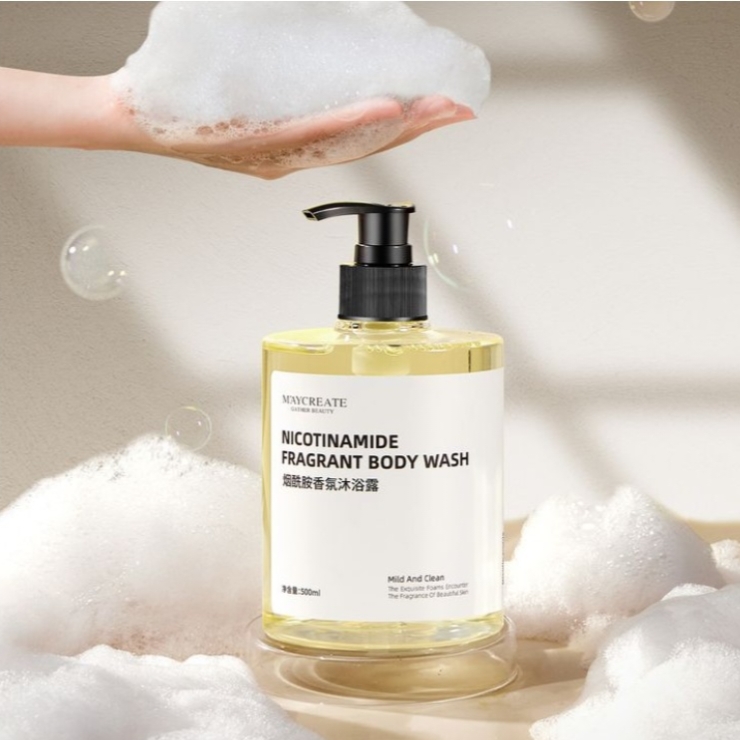 MAYCREATE
GATHER BEAUTY
NICOTINAMIDE
FRAGRANT BODY WASH
烟酰胺香氛沐浴露
Mild And Clean
The Exquisite Foams Encounter
The Fragrance Of Beautiful Skin
净含量:500ml